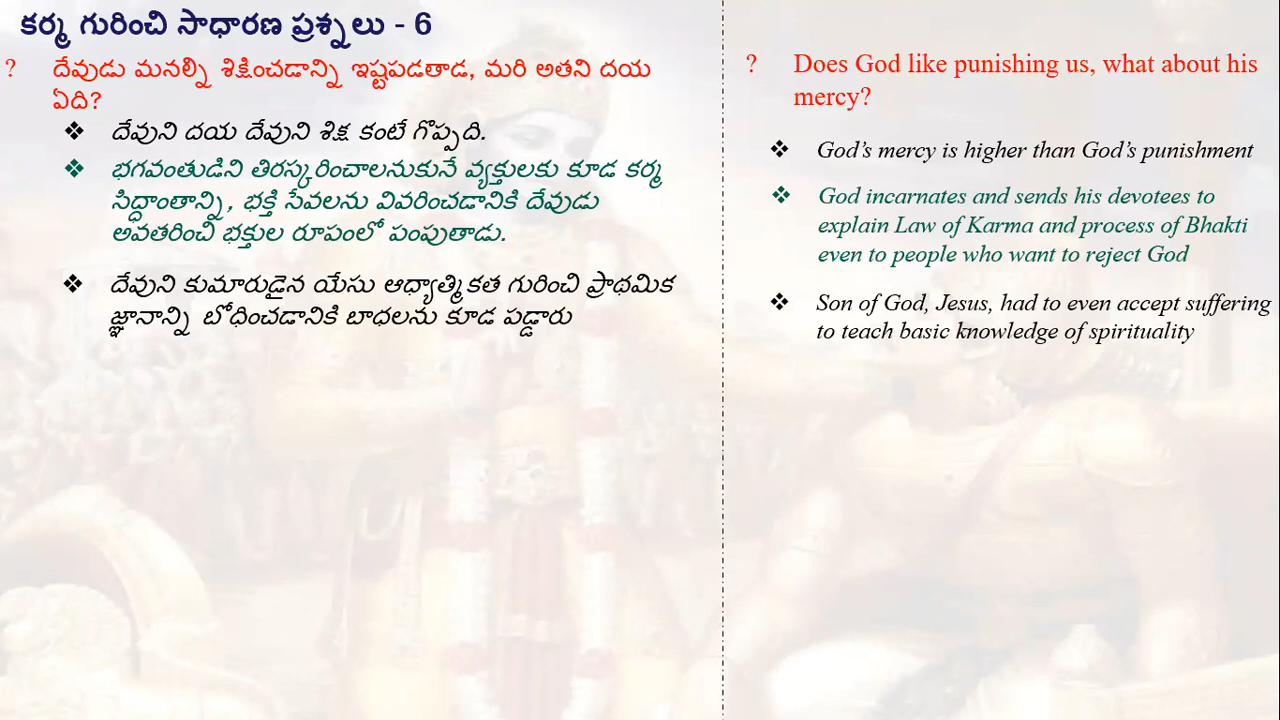 కర్మ గురించి సాధారణ ప్రశ్నలు - 6
? దేవుడు మనల్ని శిక్షించడాన్ని ఇష్టపడతాడ, మరి అతని దయ
ఏది?
❖ దేవుని దయ దేవుని శిక్ష కంటే గొప్పది.
❖ భగవంతుడిని తిరస్కరించాలనుకునే వ్యక్తులకు కూడ కర్మ
సిద్ధాంతాన్ని, భక్తి సేవలను వివరించడానికి దేవుడు
అవతరించి భక్తుల రూపంలో పంపుతాడు.
❖ దేవుని కుమారుడైన యేసు ఆధ్యాత్మికత గురించి ప్రాథమిక
జ్ఞానాన్ని బోధించడానికి బాధలను కూడ పడ్డారు
? Does God like punishing us, what about his
mercy?
❖ God’s mercy is higher than God’s punishment
❖ God incarnates and sends his devotees to
explain Law of Karma and process of Bhakti
even to people who want to reject God
❖ Son of God, Jesus, had to even accept suffering
to teach basic knowledge of spirituality